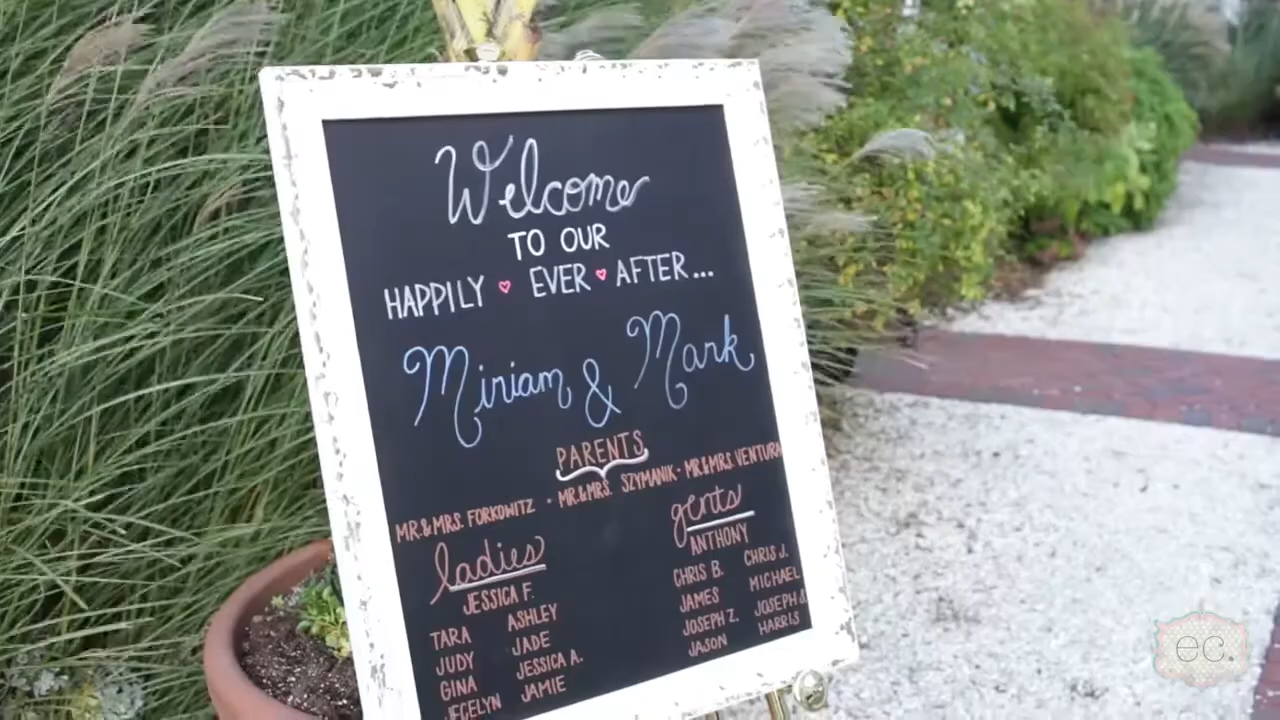 Welcome
TO OUR
HAPPILY ♥ EVER ♥ AFTER...
Miriam & Mark
PARENTS
MR.&MRS. FORKOWITZ • MR.&MRS. SZYMANIK • MR.&MRS. VENTURA
ladies
JESSICA F.
TARA ASHLEY
JUDY JADE
GINA JESSICA A.
JECELYN JAMIE
gents
ANTHONY
CHRIS B. CHRIS J.
JAMES MICHAEL
JOSEPH Z. JOSEPH S.
JASON HARRIS
ec.